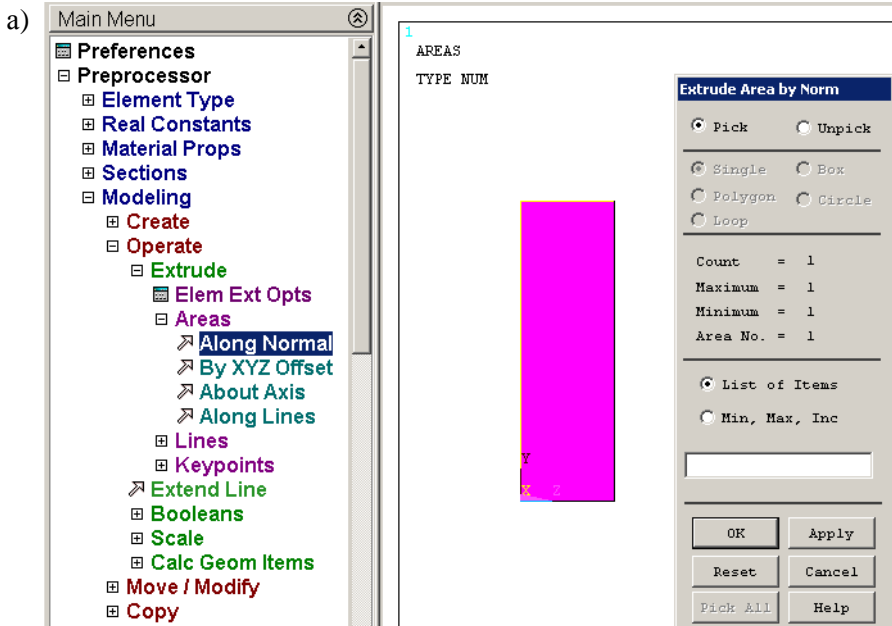 a)
Main Menu
Preferences
Preprocessor
Element Type
Real Constants
Material Props
Sections
Modeling
Create
Operate
Extrude
Elem Ext Opts
Areas
Along Normal
By XYZ Offset
About Axis
Along Lines
Lines
Keypoints
Extend Line
Booleans
Scale
Calc Geom Items
Move / Modify
Copy
1
AREAS
TYPE NUM
Y
X Z
Extrude Area by Norm
Pick Unpick
Single Box
Polygon Circle
Loop
Count = 1
Maximum = 1
Minimum = 1
Area No. = 1
List of Items
Min, Max, Inc
OK Apply
Reset Cancel
Pick All Help